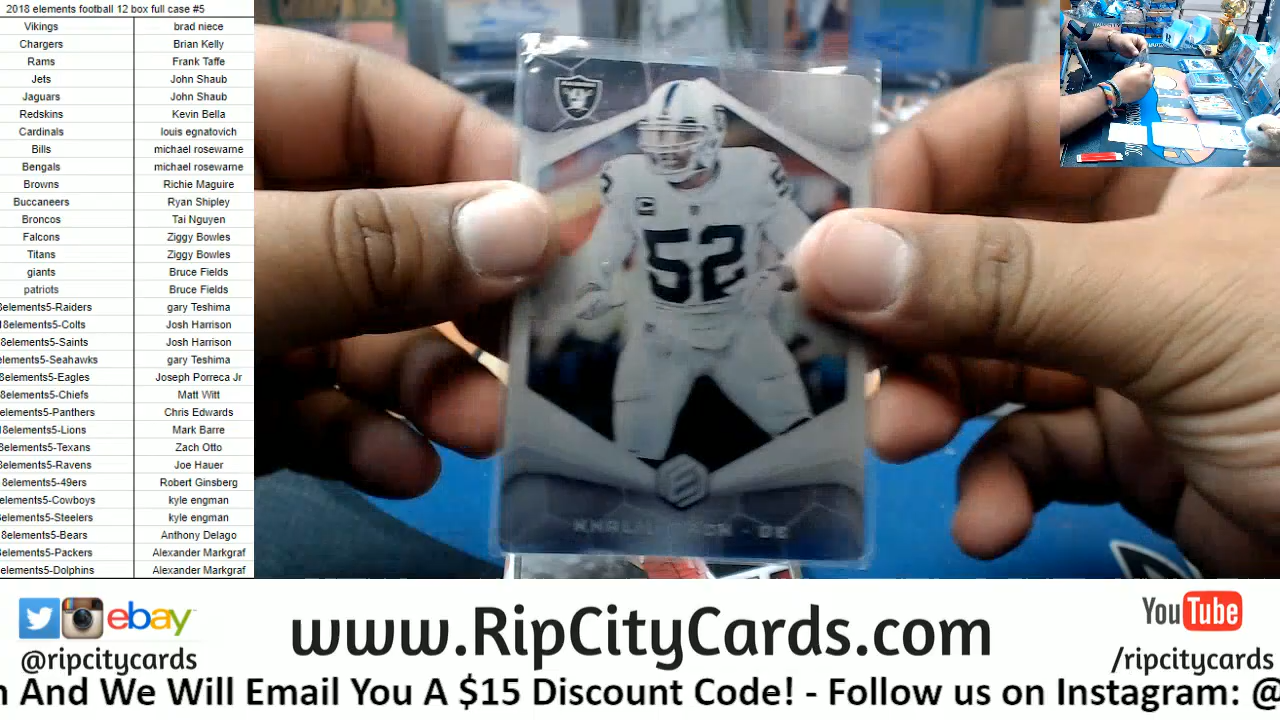 2018 elements football 12 box full case #5
Vikings brad niece
Chargers Brian Kelly
Rams Frank Taffe
Jets John Shaub
Jaguars John Shaub
Redskins Kevin Bella
Cardinals louis egnatovich
Bills michael rosewarne
Bengals michael rosewarne
Browns Richie Maguire
Buccaneers Ryan Shipley
Broncos Tai Nguyen
Falcons Ziggy Bowles
Titans Ziggy Bowles
giants Bruce Fields
patriots Bruce Fields
8elements5-Raiders gary Teshima
18elements5-Colts Josh Harrison
8elements5-Saints Josh Harrison
elements5-Seahawks gary Teshima
8elements5-Eagles Joseph Porreca Jr
8elements5-Chiefs Matt Witt
elements5-Panthers Chris Edwards
18elements5-Lions Mark Barre
8elements5-Texans Zach Otto
8elements5-Ravens Joe Hauer
8elements5-49ers Robert Ginsberg
elements5-Cowboys kyle engman
elements5-Steelers kyle engman
8elements5-Bears Anthony Delago
elements5-Packers Alexander Markgraf
elements5-Dolphins Alexander Markgraf
RAIDERS
52
52
KHALIL MACK - DE
ebay
@ripcitycards
www.RipCityCards.com
YouTube
/ripcitycards
n And We Will Email You A $15 Discount Code! - Follow us on Instagram: @